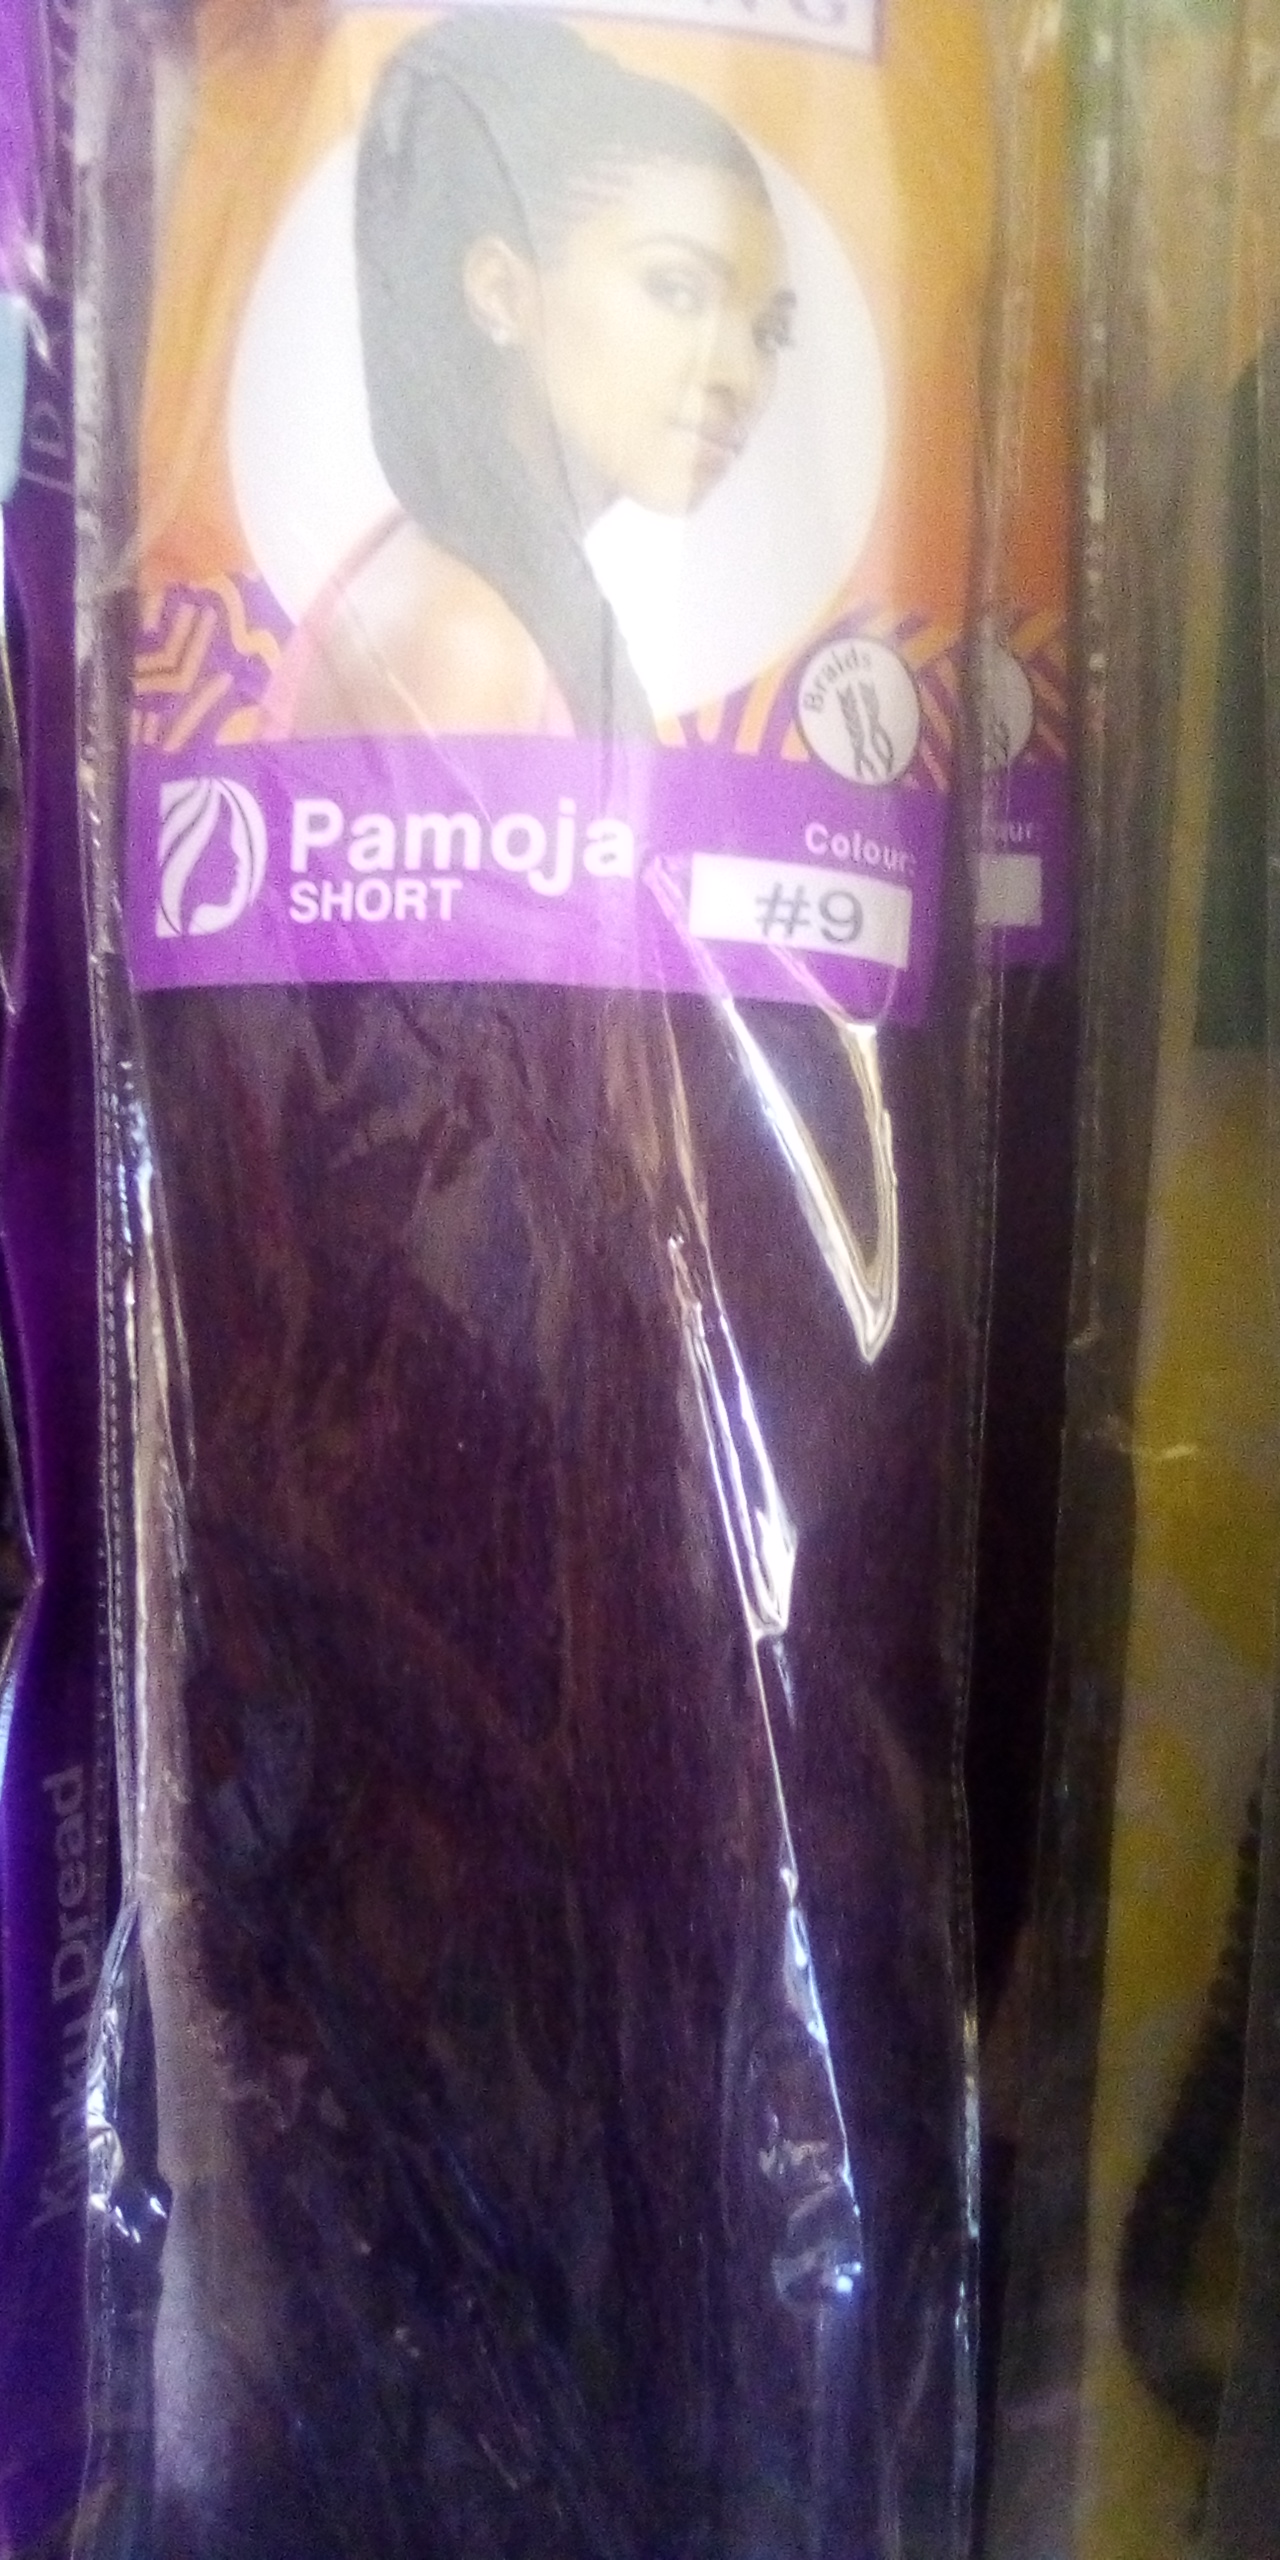 Braids
Pamoja
SHORT
Colour:
#9
Kinky Dread